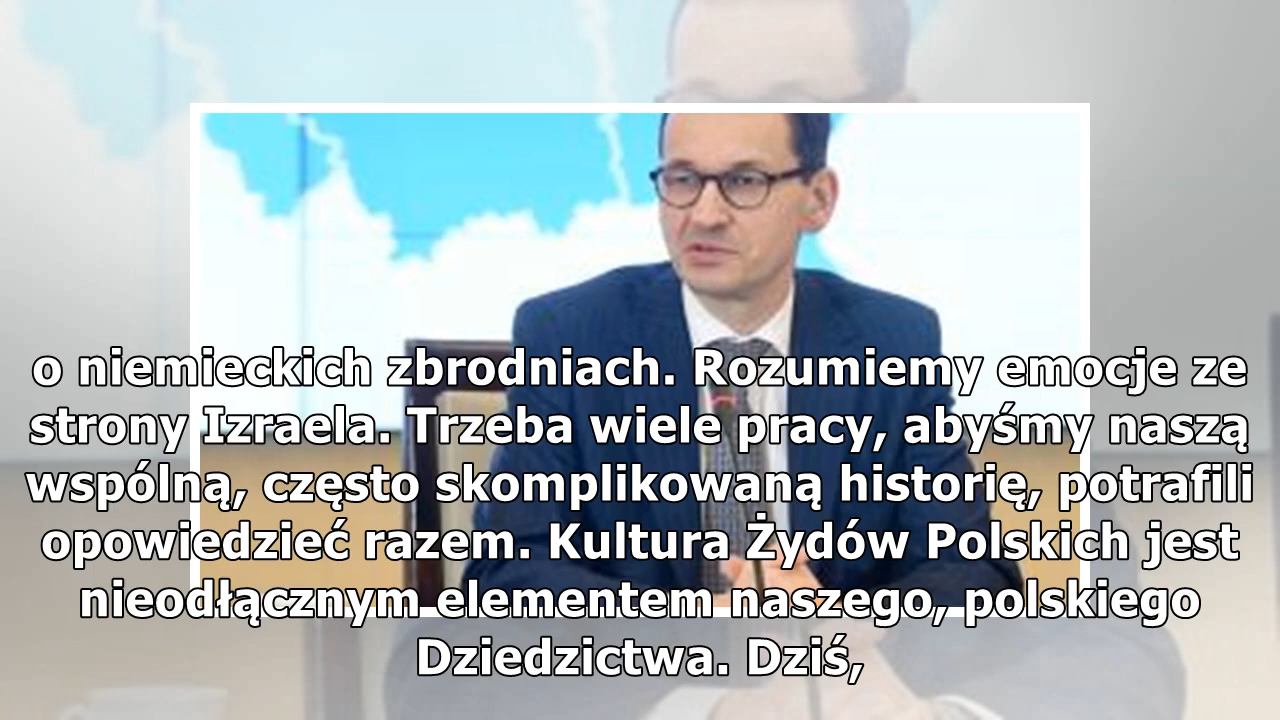 o niemieckich zbrodniach. Rozumiemy emocje ze
strony Izraela. Trzeba wiele pracy, abyśmy naszą
wspólną, często skomplikowaną historię, potrafili
opowiedzieć razem. Kultura Żydów Polskich jest
nieodłącznym elementem naszego, polskiego
Dziedzictwa. Dziś,